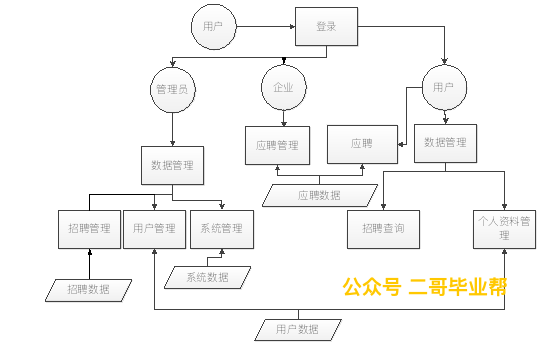 用户
登录
管理员
企业
用户
应聘管理
应聘
数据管理
数据管理
应聘数据
招聘管理
用户管理
系统管理
招聘查询
个人资料管
理
系统数据
招聘数据
公众号 二哥毕业帮
用户数据